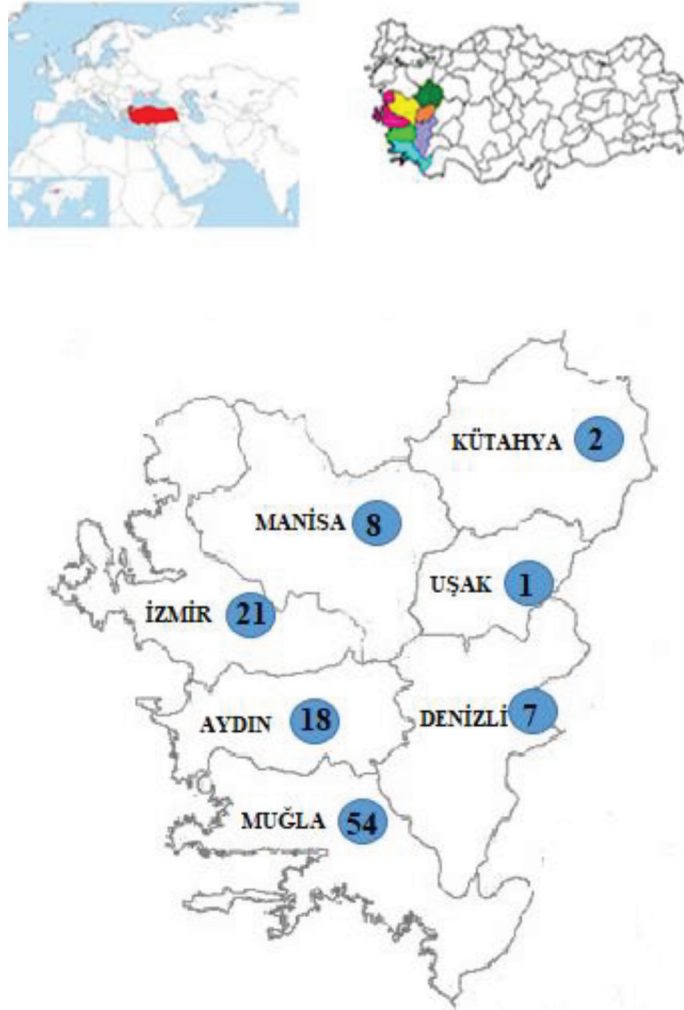 KÜTAHYA 2
MANİSA 8
UŞAK 1
İZMİR 21
DENİZLİ 7
AYDIN 18
MUĞLA 54